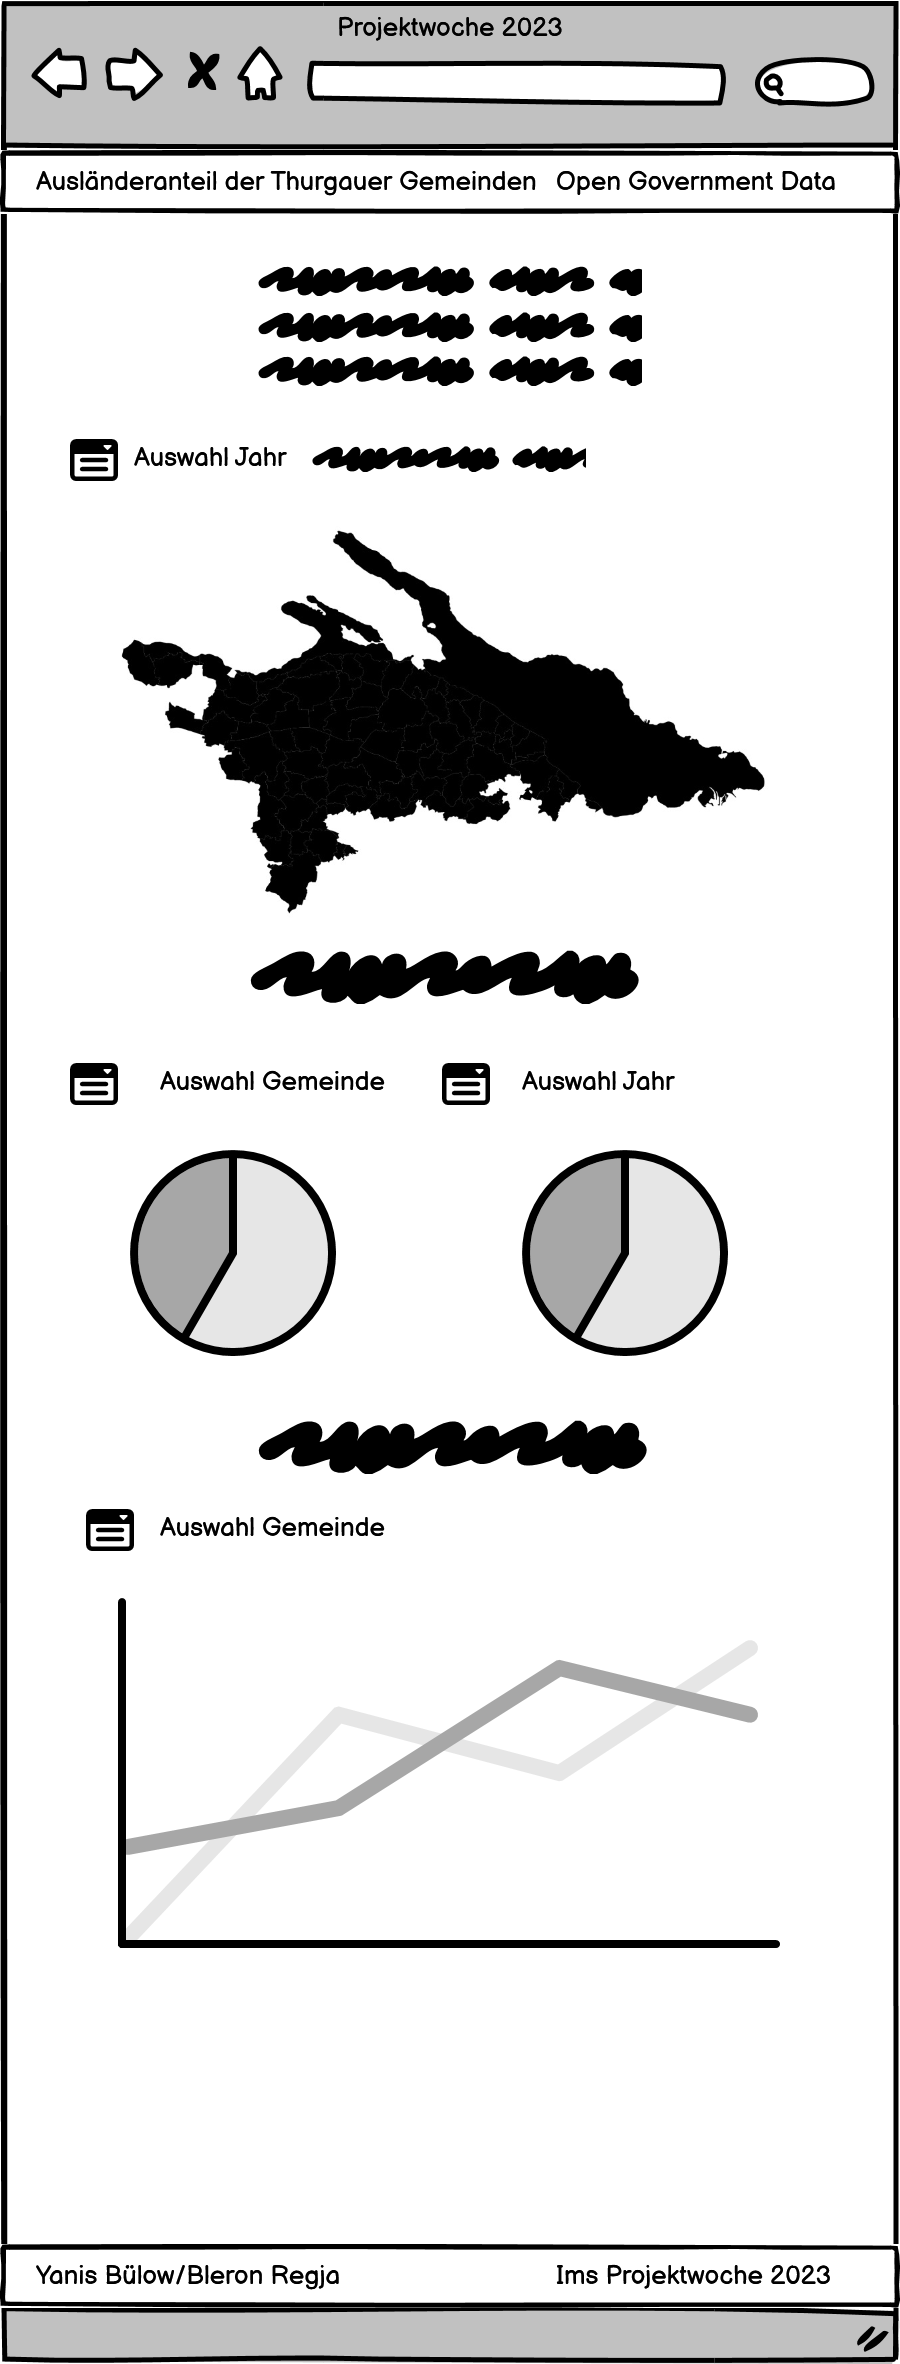 Projektwoche 2023
Ausländeranteil der Thurgauer Gemeinden Open Government Data
Auswahl Jahr
Auswahl Gemeinde Auswahl Jahr
Auswahl Gemeinde
Yanis Bülow/Bleron Regja Ims Projektwoche 2023